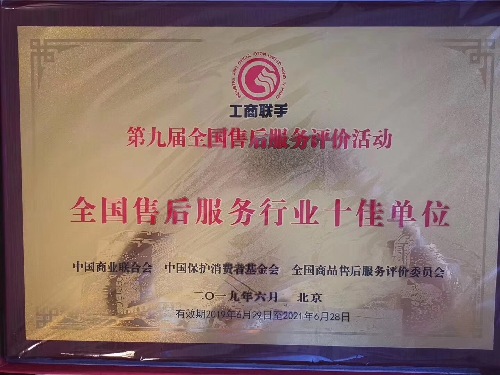 工商联手
第九届全国售后服务评价活动
全国售后服务行业十佳单位
中国商业联合会 中国保护消费者基金会 全国商品售后服务评价委员会
二〇一九年六月 北京
有效期2019年6月29日至2021年6月28日